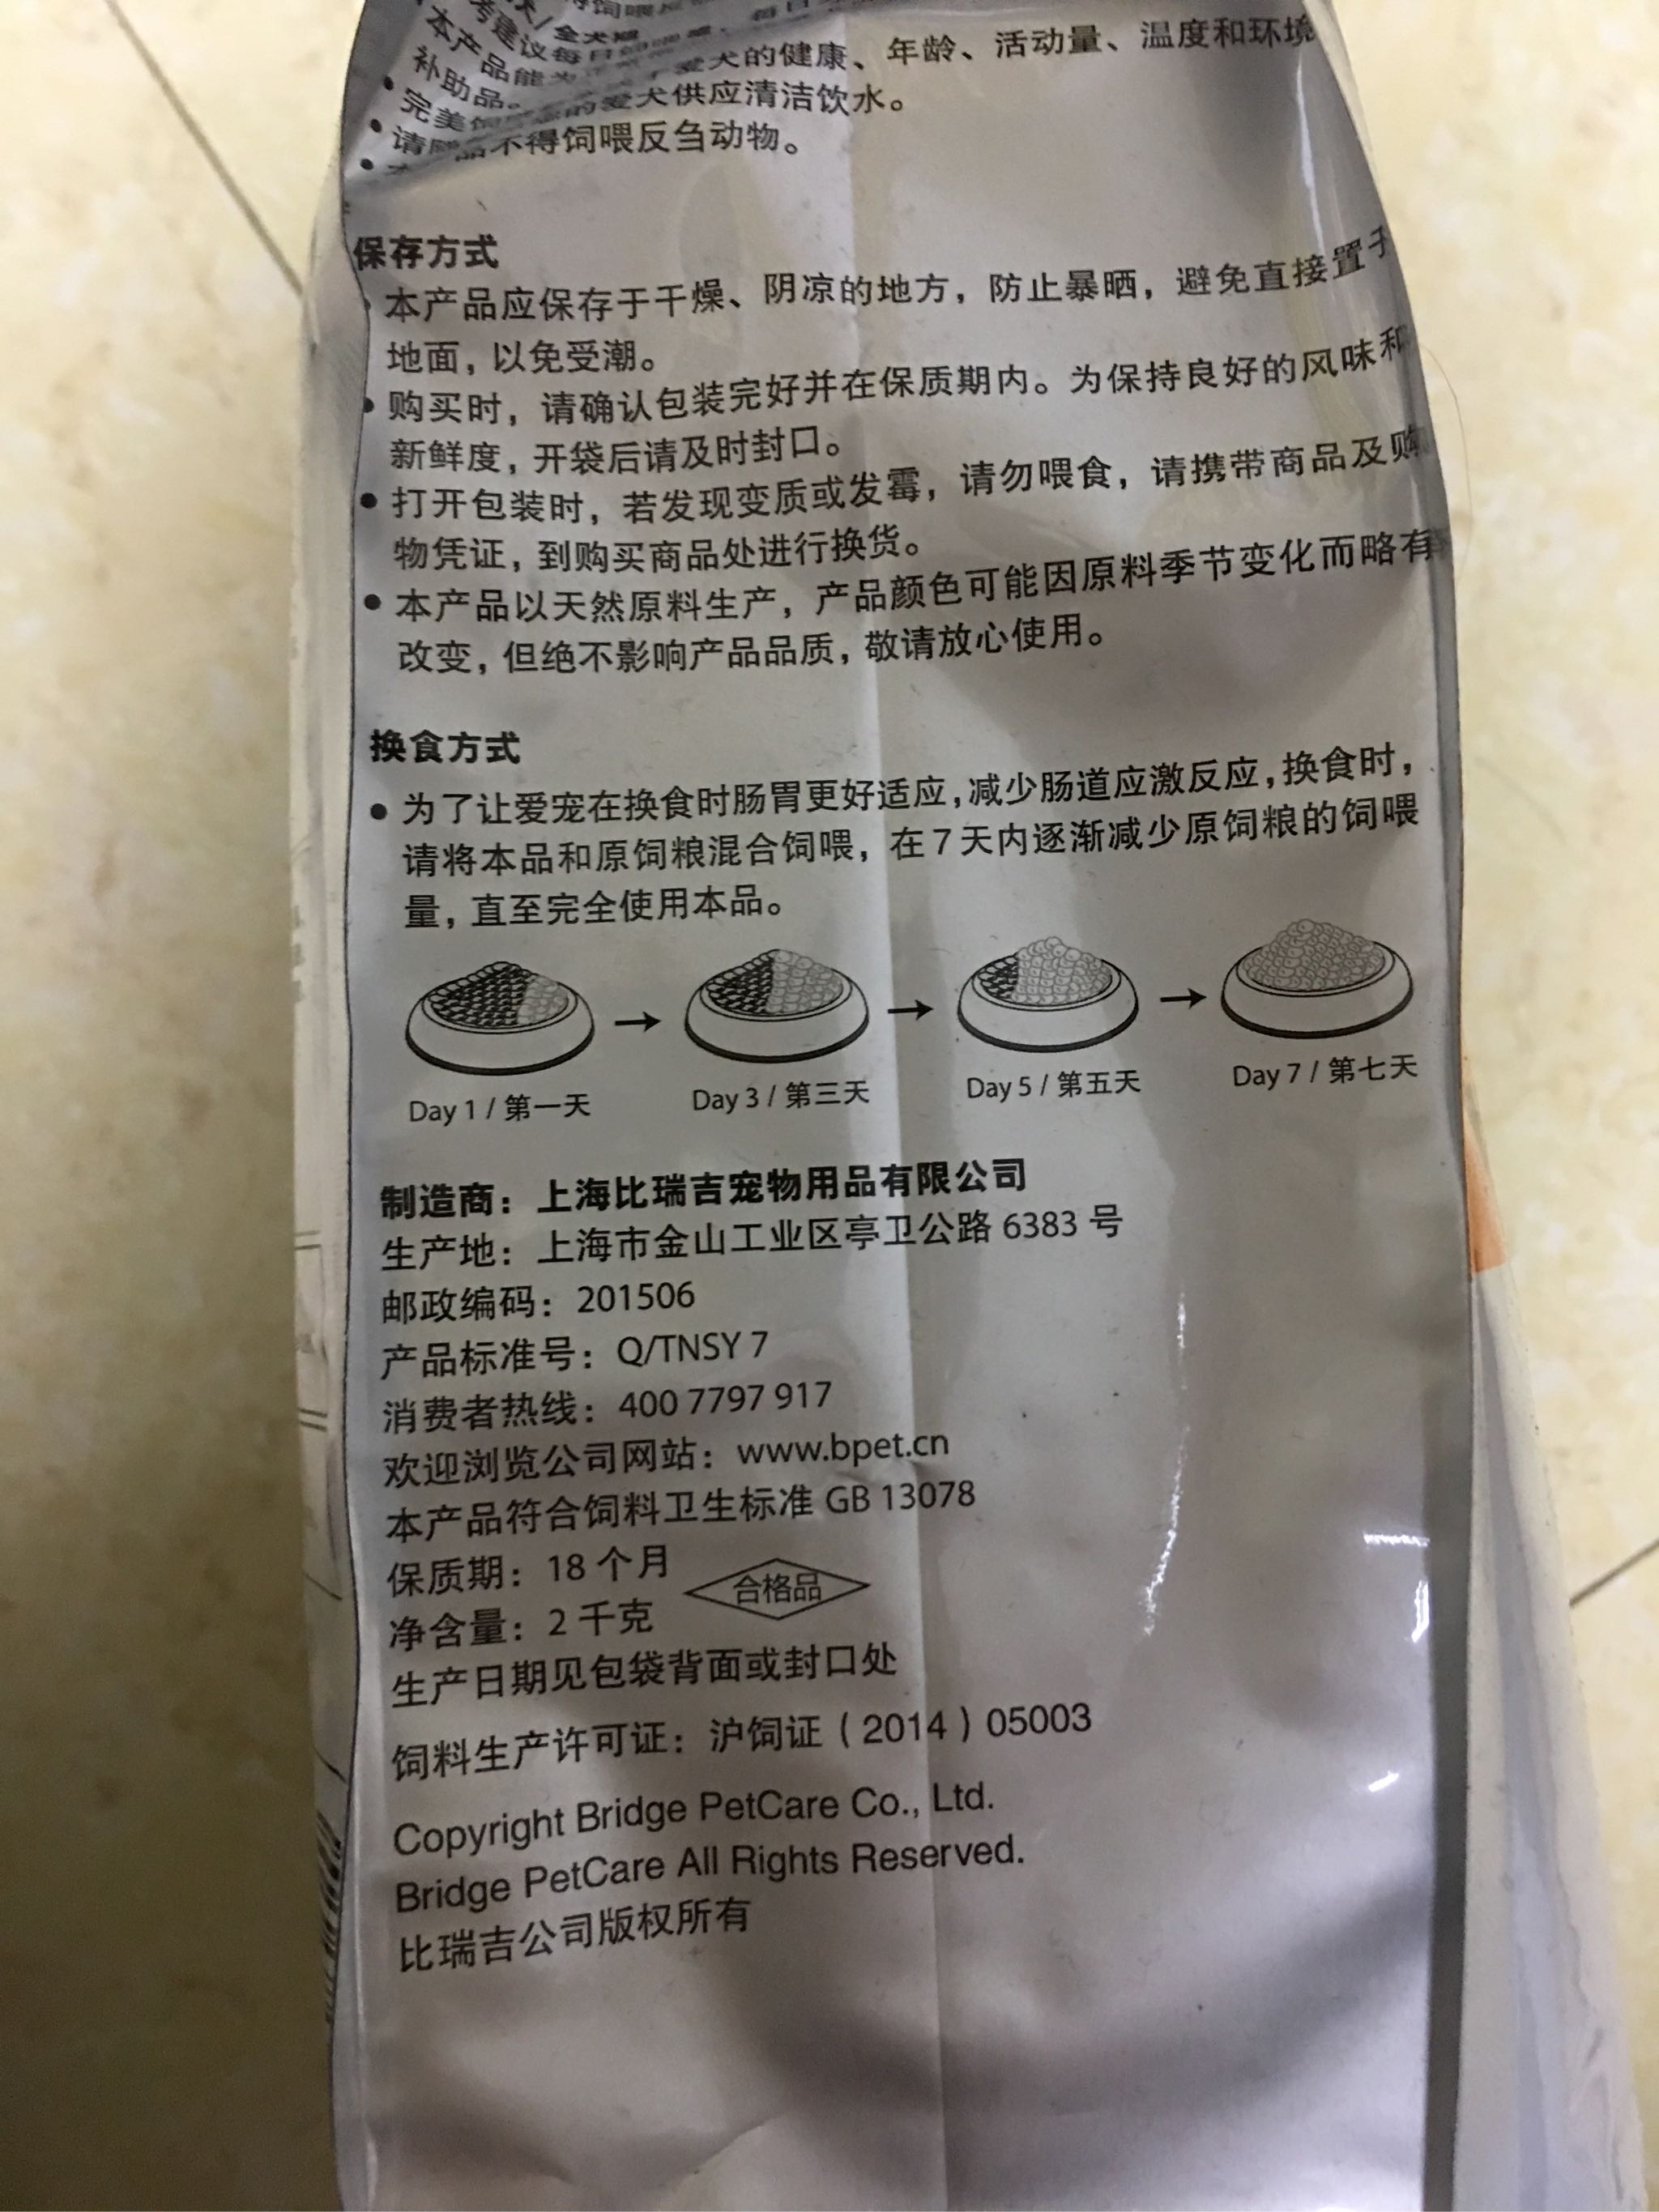 爱犬的健康、年龄、活动量、温度和环境
补助品。
的爱犬供应清洁饮水。
不得饲喂反刍动物。
保存方式
• 本产品应保存于干燥、阴凉的地方，防止暴晒，避免直接置于
地面，以免受潮。
• 购买时，请确认包装完好并在保质期内。为保持良好的风味和
新鲜度，开袋后请及时封口。
• 打开包装时，若发现变质或发霉，请勿喂食，请携带商品及购
物凭证，到购买商品处进行换货。
• 本产品以天然原料生产，产品颜色可能因原料季节变化而略有
改变，但绝不影响产品品质，敬请放心使用。
换食方式
• 为了让爱宠在换食时肠胃更好适应，减少肠道应激反应，换食时，
请将本品和原饲粮混合饲喂，在7天内逐渐减少原饲粮的饲喂
量，直至完全使用本品。
Day 1 / 第一天 Day 3 / 第三天 Day 5 / 第五天 Day 7 / 第七天
制造商：上海比瑞吉宠物用品有限公司
生产地：上海市金山工业区亭卫公路 6383 号
邮政编码：201506
产品标准号：Q/TNSY 7
消费者热线：400 7797 917
欢迎浏览公司网站：www.bpet.cn
本产品符合饲料卫生标准 GB 13078
保质期：18 个月 合格品
净含量：2 千克
生产日期见包袋背面或封口处
饲料生产许可证：沪饲证（2014）05003
Copyright Bridge PetCare Co., Ltd.
Bridge PetCare All Rights Reserved.
比瑞吉公司版权所有